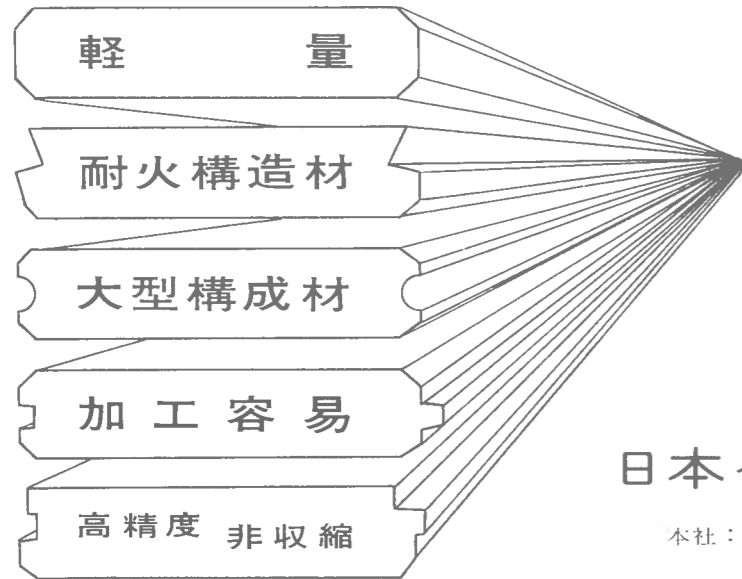 軽量
耐火構造材
大型構成材
加工容易
高精度 非収縮
日本
本社：